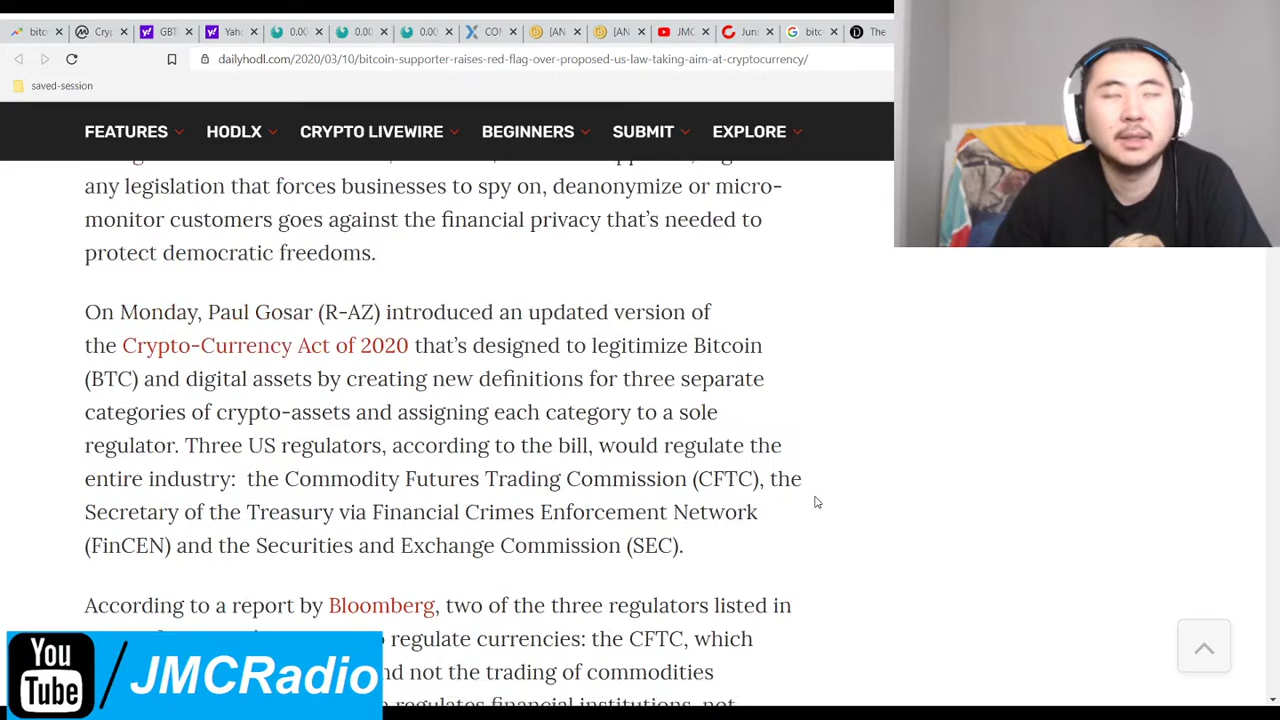 bitc
Cryp
GBT
Yah
0.00
0.00
0.00
CO
[AN
[AN
JMC
Jun
bitc
The
dailyhodl.com/2020/03/10/bitcoin-supporter-raises-red-flag-over-proposed-us-law-taking-aim-at-cryptocurrency/
saved-session
FEATURES HODLX CRYPTO LIVEWIRE BEGINNERS SUBMIT EXPLORE
any legislation that forces businesses to spy on, deanonymize or micro-
monitor customers goes against the financial privacy that's needed to
protect democratic freedoms.
On Monday, Paul Gosar (R-AZ) introduced an updated version of
the Crypto-Currency Act of 2020 that's designed to legitimize Bitcoin
(BTC) and digital assets by creating new definitions for three separate
categories of crypto-assets and assigning each category to a sole
regulator. Three US regulators, according to the bill, would regulate the
entire industry: the Commodity Futures Trading Commission (CFTC), the
Secretary of the Treasury via Financial Crimes Enforcement Network
(FinCEN) and the Securities and Exchange Commission (SEC).
According to a report by Bloomberg, two of the three regulators listed in
regulate currencies: the CFTC, which
nd not the trading of commodities
regulates financial institutions, not
You
Tube
/JMCRadio